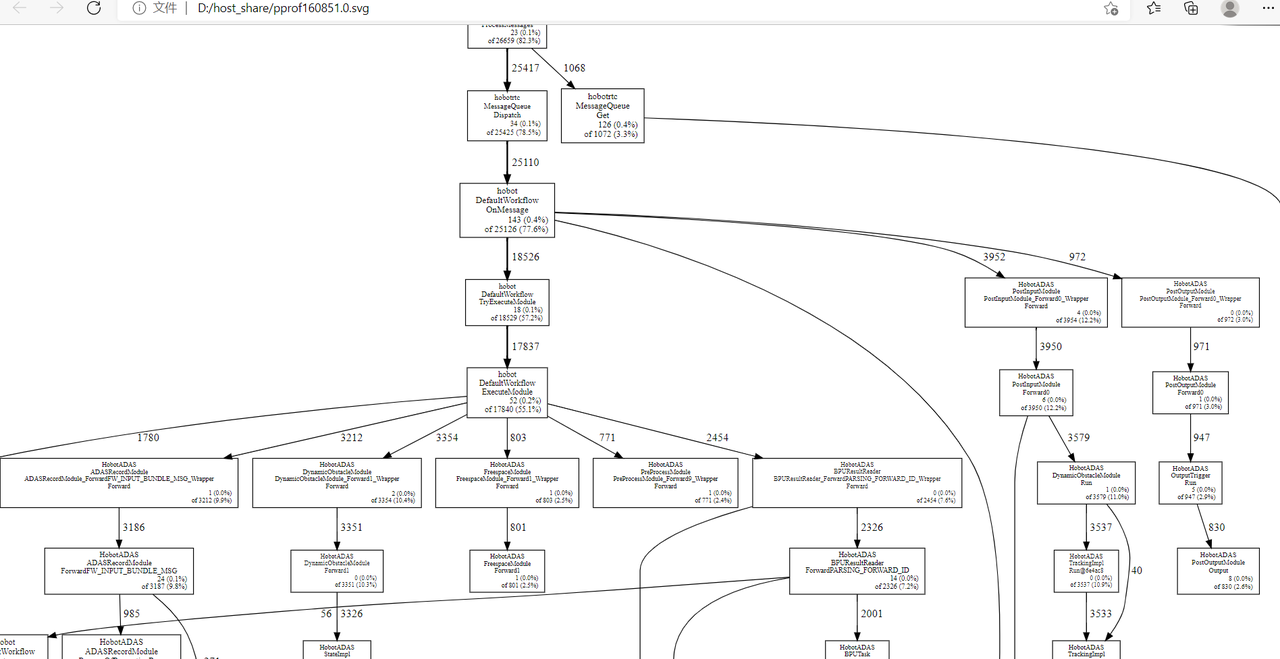 文件
D:/host_share/pprof160851.0.svg
ProcessMessages
23 (0.1%)
of 26659 (82.3%)
25417
1068
hobotrtc
MessageQueue
Dispatch
34 (0.1%)
of 25425 (78.5%)
hobotrtc
MessageQueue
Get
126 (0.4%)
of 1072 (3.3%)
25110
hobot
DefaultWorkflow
OnMessage
143 (0.4%)
of 25126 (77.6%)
18526
3952
972
hobot
DefaultWorkflow
TryExecuteModule
18 (0.1%)
of 18529 (57.2%)
HobotADAS
PostInputModule
PostInputModule_Forward0_Wrapper
Forward
4 (0.0%)
of 3954 (12.2%)
HobotADAS
PostOutputModule
PostOutputModule_Forward0_Wrapper
Forward
0 (0.0%)
of 972 (3.0%)
17837
3950
971
hobot
DefaultWorkflow
ExecuteModule
52 (0.2%)
of 17840 (55.1%)
HobotADAS
PostInputModule
Forward0
6 (0.0%)
of 3950 (12.2%)
HobotADAS
PostOutputModule
Forward0
1 (0.0%)
of 971 (3.0%)
1780
3212
3354
803
771
2454
3579
947
HobotADAS
ADASRecordModule
ADASRecordModule_ForwardFW_INPUT_BUNDLE_MSG_Wrapper
Forward
1 (0.0%)
of 3212 (9.9%)
HobotADAS
DynamicObstacleModule
DynamicObstacleModule_Forward1_Wrapper
Forward
2 (0.0%)
of 3354 (10.4%)
HobotADAS
FreespaceModule
FreespaceModule_Forward1_Wrapper
Forward
1 (0.0%)
of 803 (2.5%)
HobotADAS
PreProcessModule
PreProcessModule_Forward9_Wrapper
Forward
1 (0.0%)
of 771 (2.4%)
HobotADAS
BPUResultReader
BPUResultReader_ForwardPARSING_FORWARD_ID_Wrapper
Forward
0 (0.0%)
of 2454 (7.6%)
HobotADAS
DynamicObstacleModule
Run
1 (0.0%)
of 3579 (11.0%)
HobotADAS
OutputTrigger
Run
5 (0.0%)
of 947 (2.9%)
3186
3351
801
2326
3537
830
HobotADAS
ADASRecordModule
ForwardFW_INPUT_BUNDLE_MSG
24 (0.1%)
of 3187 (9.8%)
HobotADAS
DynamicObstacleModule
Forward1
0 (0.0%)
of 3351 (10.3%)
HobotADAS
FreespaceModule
Forward1
1 (0.0%)
of 801 (2.5%)
HobotADAS
BPUResultReader
ForwardPARSING_FORWARD_ID
14 (0.0%)
of 2326 (7.2%)
HobotADAS
TrackingImpl
0 (0.0%)
of 3537 (10.9%)
40
HobotADAS
PostOutputModule
Output
8 (0.0%)
of 830 (2.6%)
985
56
3326
2001
3533
HobotADAS
ADASRecordModule
HobotADAS
StateImpl
HobotADAS
BPUTask
HobotADAS
TrackingImpl